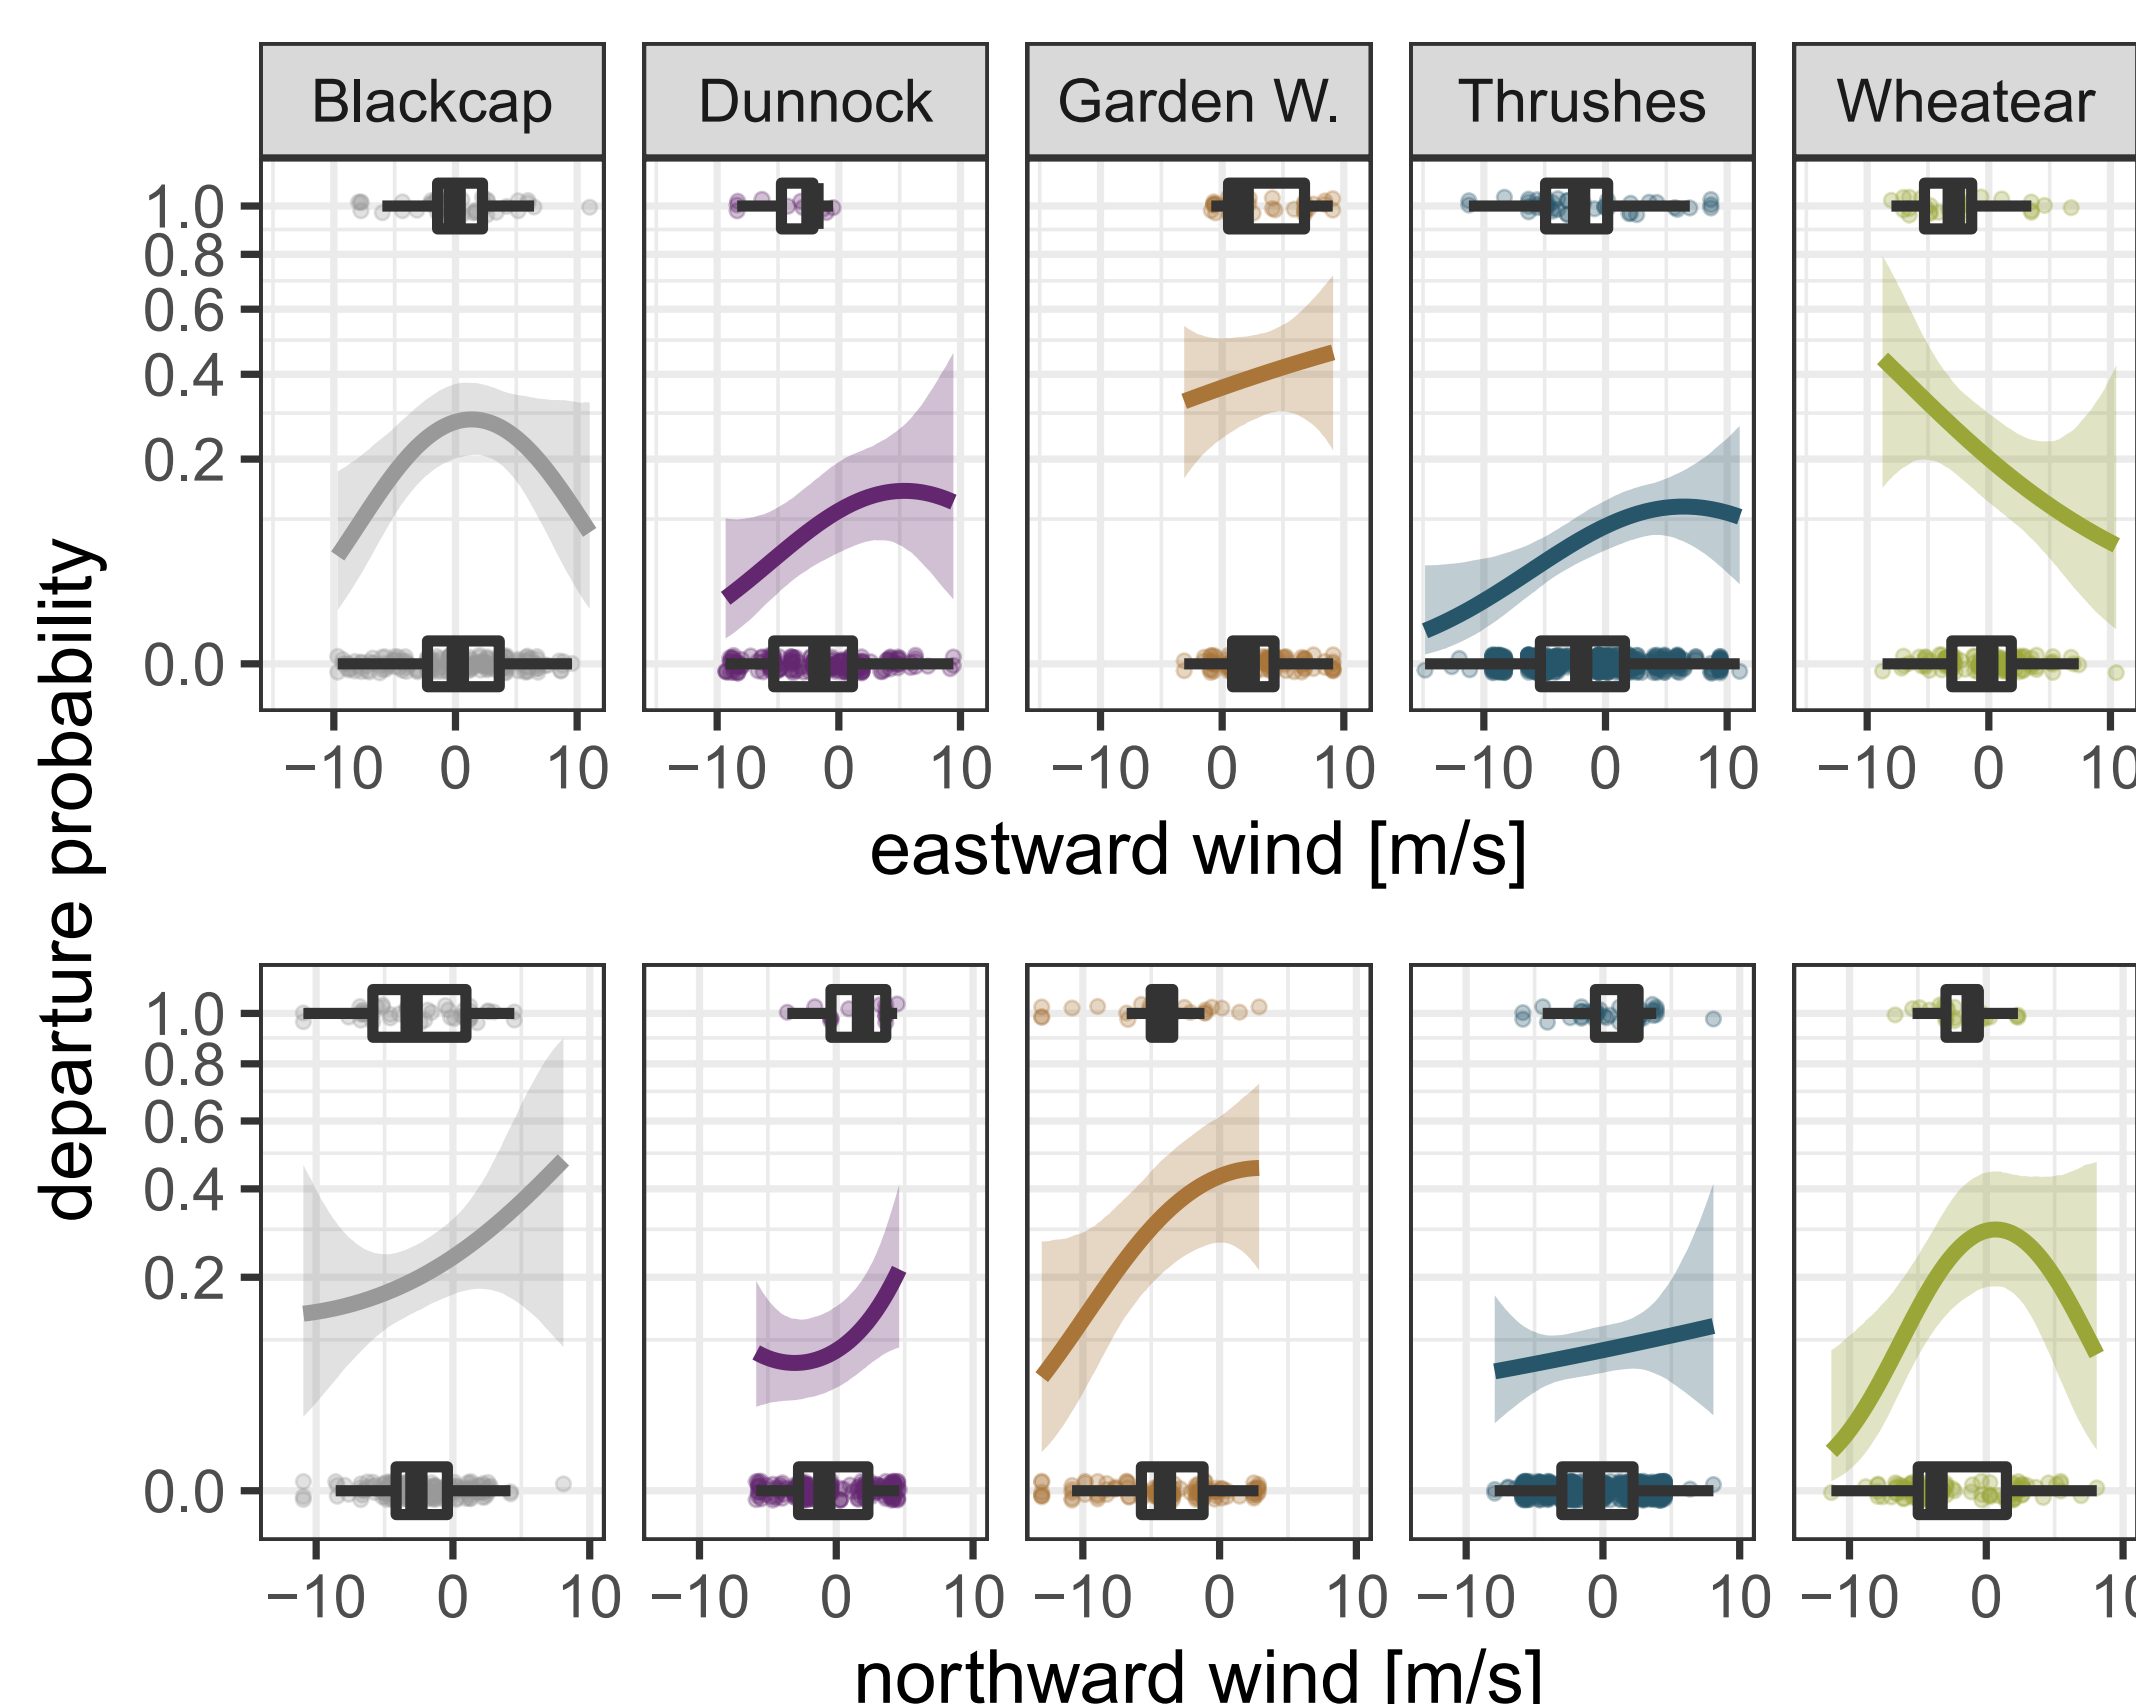 Blackcap Dunnock Garden W. Thrushes Wheatear
1.0
0.8
0.6
0.4
0.2
0.0
−10 0 10 −10 0 10 −10 0 10 −10 0 10 −10 0 10
eastward wind [m/s]
departure probability
1.0
0.8
0.6
0.4
0.2
0.0
−10 0 10 −10 0 10 −10 0 10 −10 0 10 −10 0 10
northward wind [m/s]